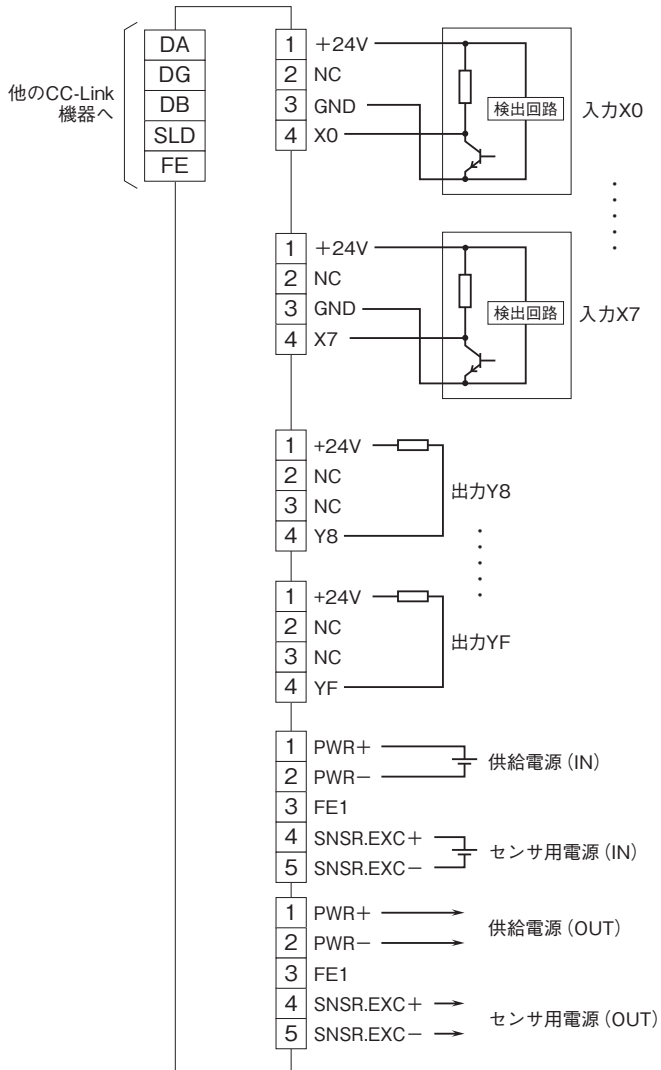 他のCC-Link
機器へ
DA
DG
DB
SLD
FE
1 +24V
2 NC
3 GND
4 X0
検出回路
入力X0
1 +24V
2 NC
3 GND
4 X7
検出回路
入力X7
1 +24V
2 NC
3 NC
4 Y8
出力Y8
1 +24V
2 NC
3 NC
4 YF
出力YF
1 PWR+
2 PWR−
3 FE1
4 SNSR.EXC+
5 SNSR.EXC−
供給電源(IN)
センサ用電源(IN)
1 PWR+
2 PWR−
3 FE1
4 SNSR.EXC+
5 SNSR.EXC−
供給電源(OUT)
センサ用電源(OUT)